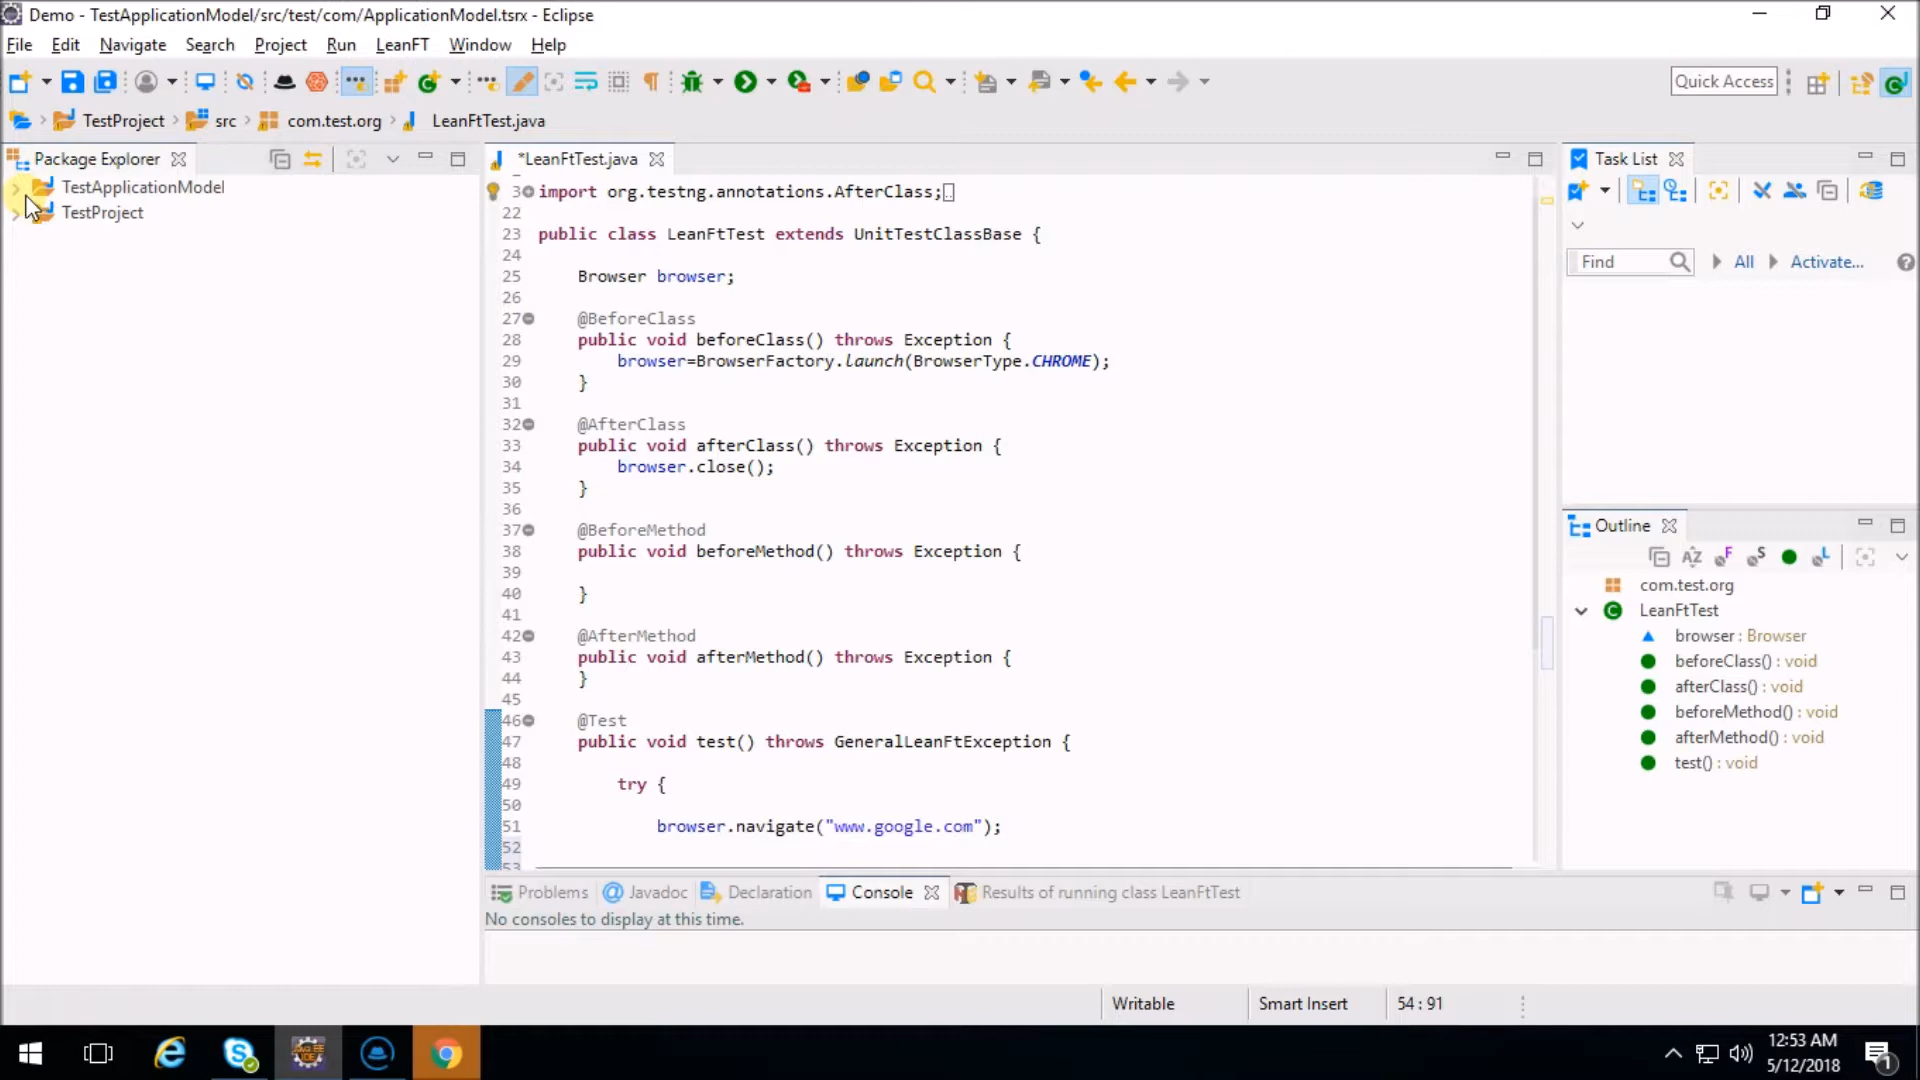 Demo - TestApplicationModel/src/test/com/ApplicationModel.tsrx - Eclipse
File Edit Navigate Search Project Run LeanFT Window Help
Quick Access
TestProject src com.test.org LeanFtTest.java
Package Explorer
TestApplicationModel
TestProject
*LeanFtTest.java
3 import org.testng.annotations.AfterClass;
22
23 public class LeanFtTest extends UnitTestClassBase {
24
25 Browser browser;
26
27 @BeforeClass
28 public void beforeClass() throws Exception {
29 browser=BrowserFactory.launch(BrowserType.CHROME);
30 }
31
32 @AfterClass
33 public void afterClass() throws Exception {
34 browser.close();
35 }
36
37 @BeforeMethod
38 public void beforeMethod() throws Exception {
39
40 }
41
42 @AfterMethod
43 public void afterMethod() throws Exception {
44 }
45
46 @Test
47 public void test() throws GeneralLeanFtException {
48
49 try {
50
51 browser.navigate("www.google.com");
52
53
Task List
Find All Activate...
Outline
com.test.org
LeanFtTest
browser : Browser
beforeClass() : void
afterClass() : void
beforeMethod() : void
afterMethod() : void
test() : void
Problems Javadoc Declaration Console Results of running class LeanFtTest
No consoles to display at this time.
Writable Smart Insert 54 : 91
12:53 AM
5/12/2018
1